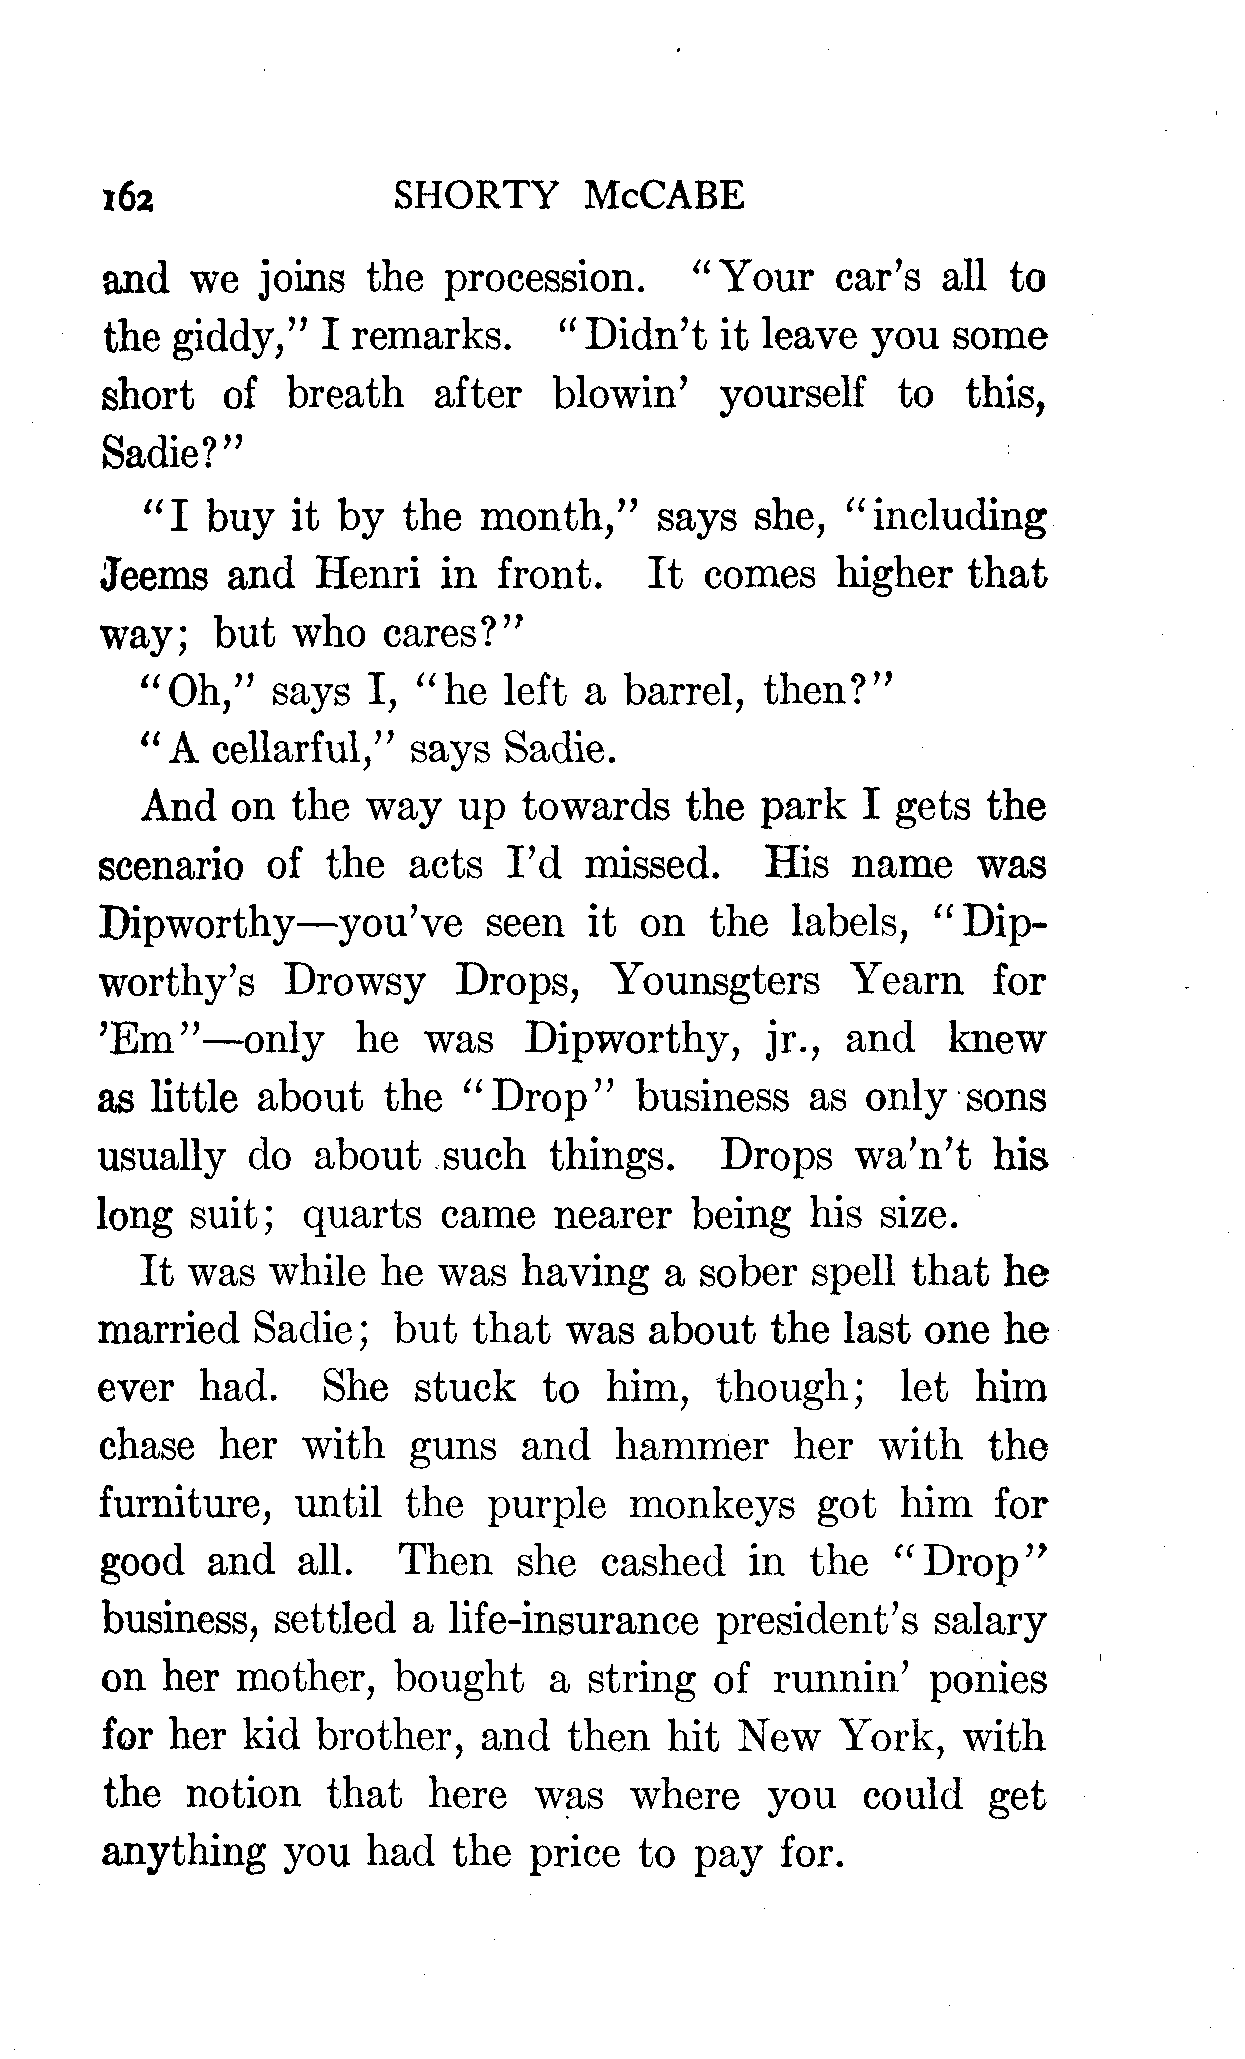 162 SHORTY McCABE
and we joins the procession. "Your car's all to
the giddy," I remarks. "Didn't it leave you some
short of breath after blowin' yourself to this,
Sadie?"
"I buy it by the month," says she, "including
Jeems and Henri in front. It comes higher that
way; but who cares?"
"Oh," says I, "he left a barrel, then?"
"A cellarful," says Sadie.
And on the way up towards the park I gets the
scenario of the acts I'd missed. His name was
Dipworthy—you've seen it on the labels, "Dip-
worthy's Drowsy Drops, Younsgters Yearn for
'Em"—only he was Dipworthy, jr., and knew
as little about the "Drop" business as only sons
usually do about such things. Drops wa'n't his
long suit; quarts came nearer being his size.
It was while he was having a sober spell that he
married Sadie; but that was about the last one he
ever had. She stuck to him, though; let him
chase her with guns and hammer her with the
furniture, until the purple monkeys got him for
good and all. Then she cashed in the "Drop"
business, settled a life-insurance president's salary
on her mother, bought a string of runnin' ponies
for her kid brother, and then hit New York, with
the notion that here was where you could get
anything you had the price to pay for.